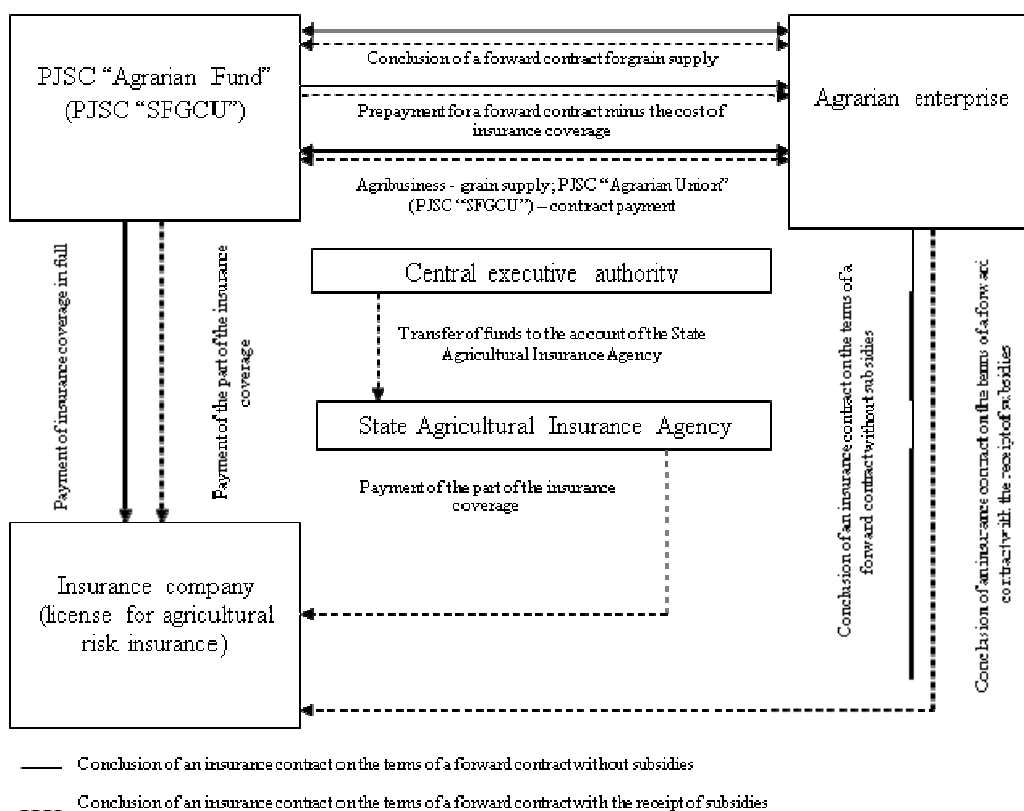 PJSC “Agrarian Fund”
(PJSC “SFGCU”)
Conclusion of a forward contract for grain supply
Prepayment for a forward contract minus the cost of
insurance coverage
Agribusiness - grain supply; PJSC “Agrarian Union”
(PJSC “SFGCU”) – contract payment
Agrarian enterprise
Payment of insurance coverage in full
Payment of the part of the insurance
coverage
Central executive authority
Transfer of funds to the account of the State
Agricultural Insurance Agency
State Agricultural Insurance Agency
Payment of the part of the insurance
coverage
Conclusion of an insurance contract on the terms of a
forward contract without subsidies
Conclusion of an insurance contract on the terms of a forward
contract with the receipt of subsidies
Insurance company
(license for agricultural
risk insurance)
Conclusion of an insurance contract on the terms of a forward contract without subsidies
Conclusion of an insurance contract on the terms of a forward contract with the receipt of subsidies